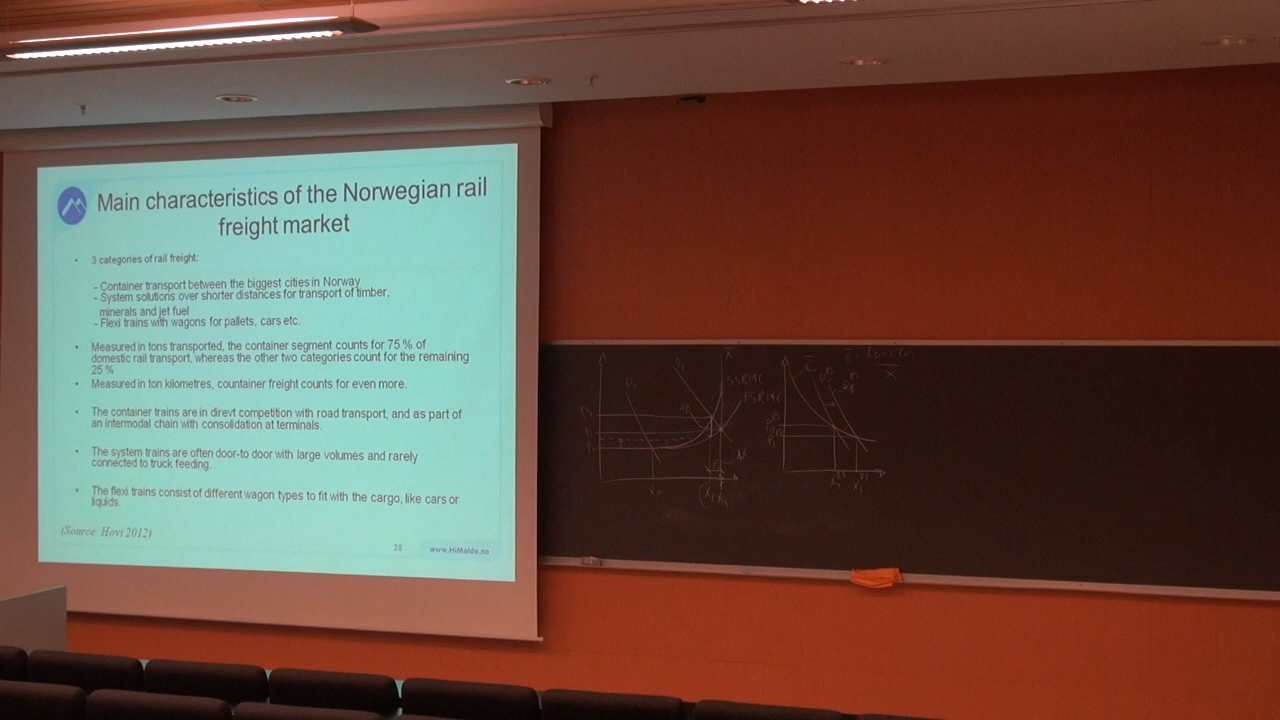 Main characteristics of the Norwegian rail
freight market
• 3 categories of rail freight:
- Container transport between the biggest cities in Norway
- System solutions over shorter distances for transport of timber,
minerals and jet fuel
- Flexi trains with wagons for pallets, cars etc.
• Measured in tons transported, the container segment counts for 75 % of
domestic rail transport, whereas the other two categories count for the remaining
25 %
• Measured in ton kilometres, countainer freight counts for even more.
• The container trains are in direvt competition with road transport, and as part of
an intermodal chain with consolidation at terminals.
• The system trains are often door-to door with large volumes and rarely
connected to truck feeding.
• The flexi trains consist of different wagon types to fit with the cargo, like cars or
liquids.
(Source: Hovi 2012)
28
www.HiMolde.no
SSRMC